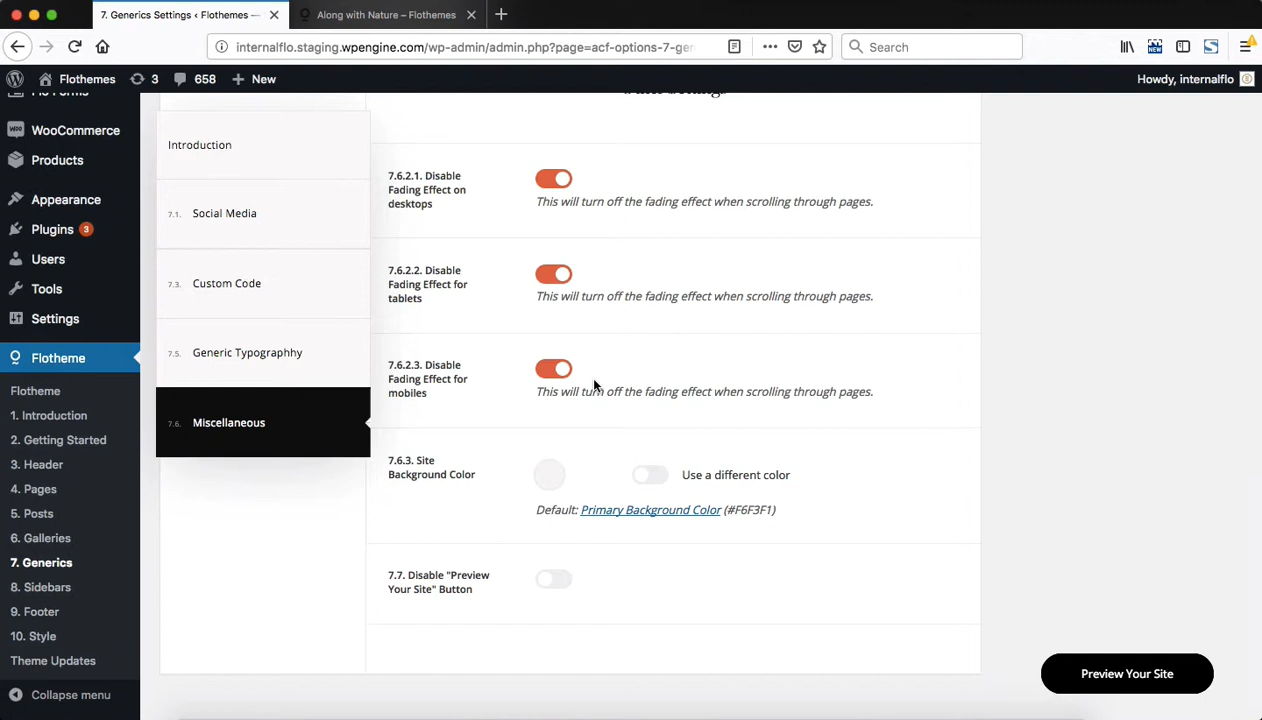 7. Generics Settings ‹ Flothemes —
Along with Nature – Flothemes
internalflo.staging.wpengine.com/wp-admin/admin.php?page=acf-options-7-gen
Search
NEW
Flothemes
3
658
New
Howdy, internalflo
Flo Forms
WooCommerce
Products
Appearance
Plugins 3
Users
Tools
Settings
Flotheme
Flotheme
1. Introduction
2. Getting Started
3. Header
4. Pages
5. Posts
6. Galleries
7. Generics
8. Sidebars
9. Footer
10. Style
Theme Updates
Collapse menu
Introduction
7.1. Social Media
7.3. Custom Code
7.5. Generic Typographhy
7.6. Miscellaneous
7.6.2.1. Disable
Fading Effect on
desktops
This will turn off the fading effect when scrolling through pages.
7.6.2.2. Disable
Fading Effect for
tablets
This will turn off the fading effect when scrolling through pages.
7.6.2.3. Disable
Fading Effect for
mobiles
This will turn off the fading effect when scrolling through pages.
7.6.3. Site
Background Color
Use a different color
Default: Primary Background Color (#F6F3F1)
7.7. Disable "Preview
Your Site" Button
Preview Your Site